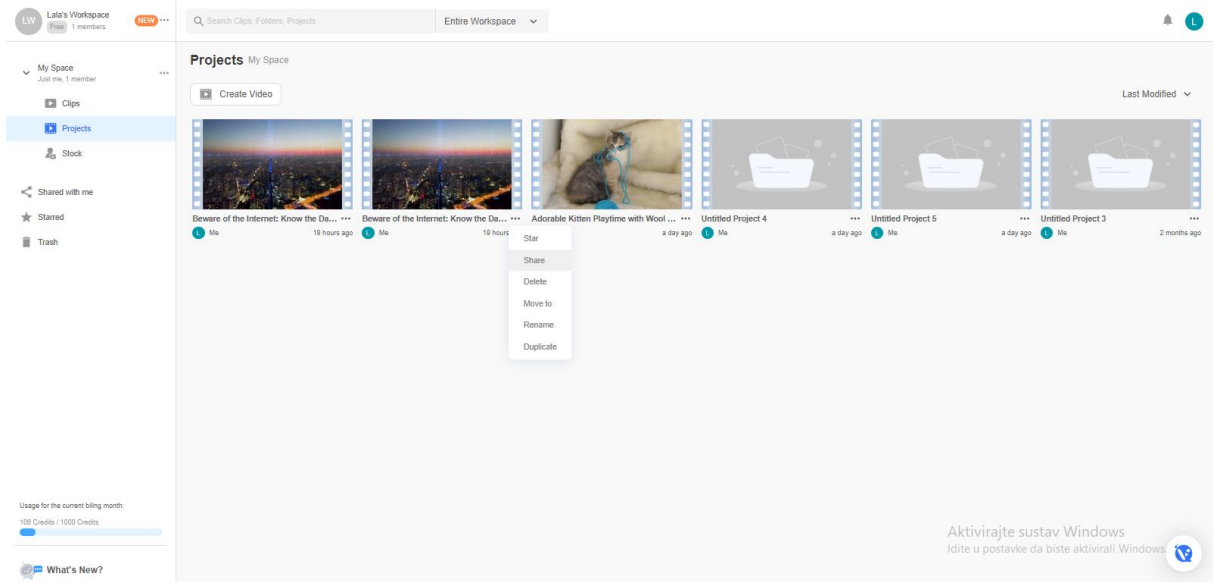 LW
Lala's Workspace
Free 1 members
NEW
Search Clips, Folders, Projects
Entire Workspace
L
My Space
Just me, 1 member
Clips
Projects
Stock
Shared with me
Starred
Trash
Projects My Space
Create Video
Last Modified
Beware of the Internet: Know the Da...
L Me 19 hours ago
Beware of the Internet: Know the Da...
L Me 19 hours
Adorable Kitten Playtime with Wool ...
a day ago
Untitled Project 4
L Me a day ago
Untitled Project 5
L Me a day ago
Untitled Project 3
L Me 2 months ago
Star
Share
Delete
Move to
Rename
Duplicate
Usage for the current biling month:
106 Credits / 1000 Credits
What's New?
Aktivirajte sustav Windows
Idite u postavke da biste aktivirali Windows.